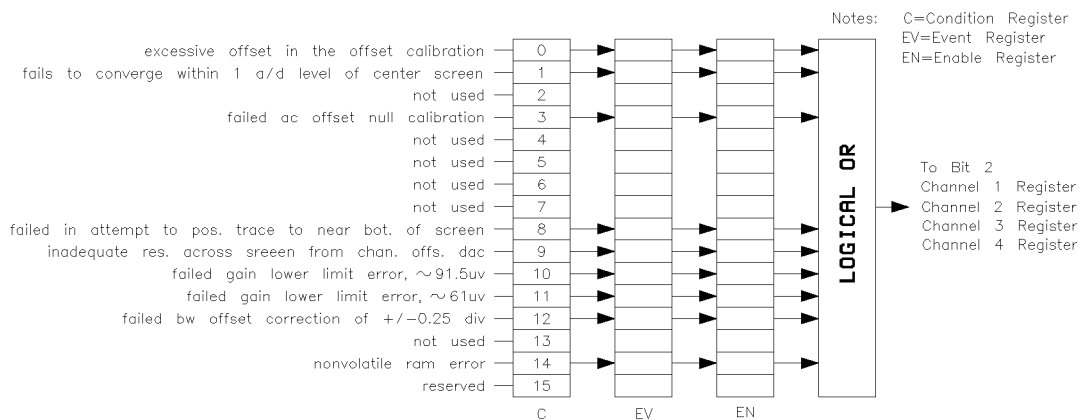 Notes: C=Condition Register
EV=Event Register
EN=Enable Register
excessive offset in the offset calibration 0
fails to converge within 1 a/d level of center screen 1
not used 2
failed ac offset null calibration 3
not used 4
not used 5
not used 6
not used 7
failed in attempt to pos. trace to near bot. of screen 8
inadequate res. across sreeen from chan. offs. dac 9
failed gain lower limit error, ~91.5uv 10
failed gain lower limit error, ~61uv 11
failed bw offset correction of +/-0.25 div 12
not used 13
nonvolatile ram error 14
reserved 15
C EV EN
LOGICAL OR
To Bit 2
Channel 1 Register
Channel 2 Register
Channel 3 Register
Channel 4 Register